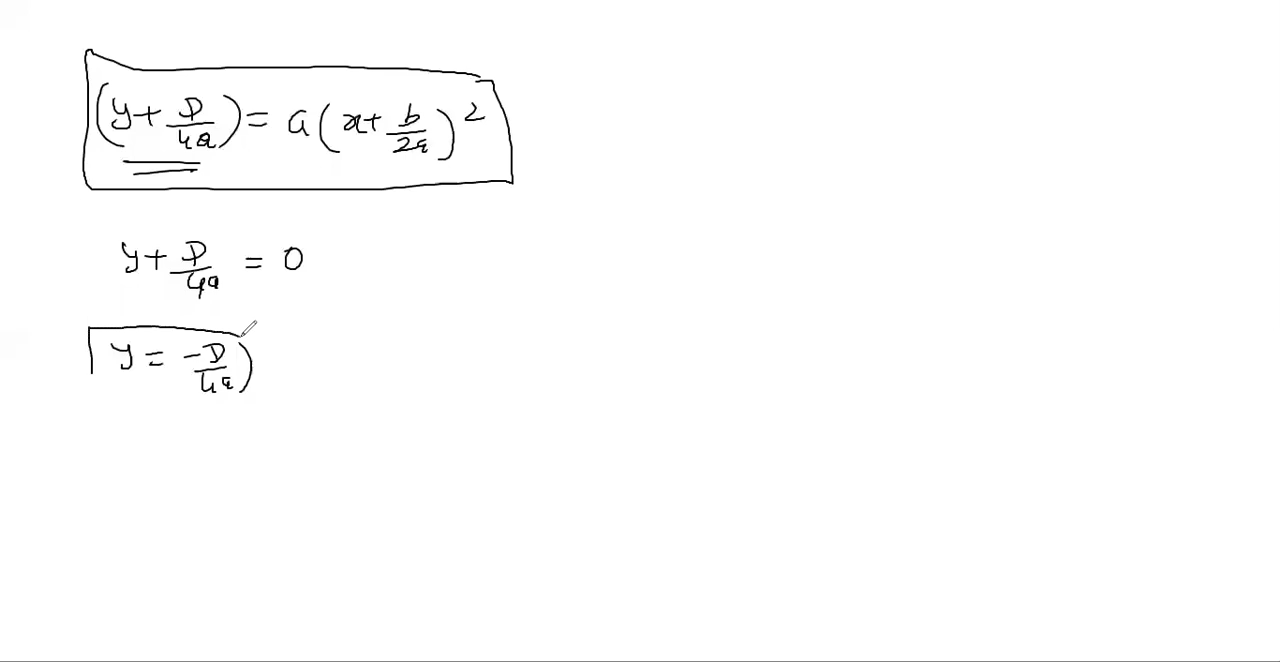 (y + D/4a) = a(x + b/2a)²
y + D/4a = 0
y = -D/4a)